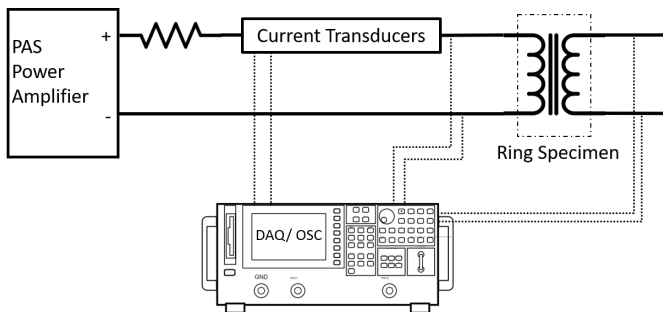 PAS
Power
Amplifier
+
-
Current Transducers
Ring Specimen
DAQ/ OSC
GND